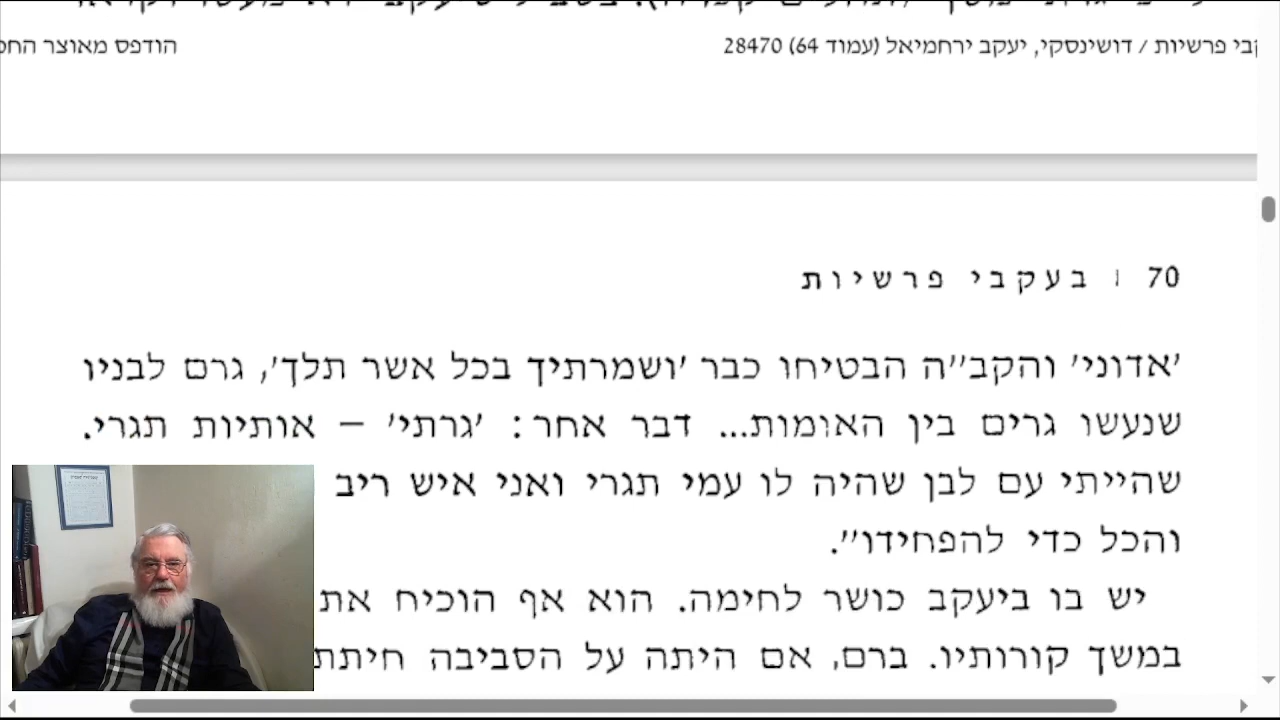 קבי פרשיות / דושינסקי, יעקב ירחמיאל (עמוד 64) 28470
הודפס מאוצר החכ
70 | בעקבי פרשיות
'אדוני' והקב״ה הבטיחו כבר 'ושמרתיך בכל אשר תלך', גרם לבניו
שנעשו גרים בין האומות... דבר אחר: 'גרתי' – אותיות תגרי.
שהייתי עם לבן שהיה לו עמי תגרי ואני איש ריב
והכל כדי להפחידו״.
יש בו ביעקב כושר לחימה. הוא אף הוכיח את
במשך קורותיו. ברם, אם היתה על הסביבה חיתת